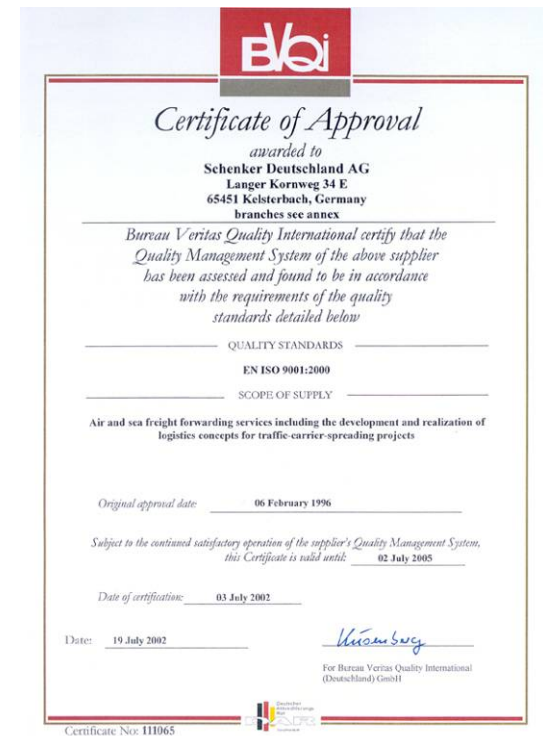 BVQi
Certificate of Approval
awarded to
Schenker Deutschland AG
Langer Kornweg 34 E
65451 Kelsterbach, Germany
branches see annex
Bureau Veritas Quality International certify that the
Quality Management System of the above supplier
has been assessed and found to be in accordance
with the requirements of the quality
standards detailed below
QUALITY STANDARDS
EN ISO 9001:2000
SCOPE OF SUPPLY
Air and sea freight forwarding services including the development and realization of
logistics concepts for traffic-carrier-spreading projects
Original approval date: 06 February 1996
Subject to the continued satisfactory operation of the supplier's Quality Management System,
this Certificate is valid until: 02 July 2005
Date of certification: 03 July 2002
Date: 19 July 2002
For Bureau Veritas Quality International
(Deutschland) GmbH
Deutscher
Akkreditierungs
Rat
DAR
Certificate No: 111065